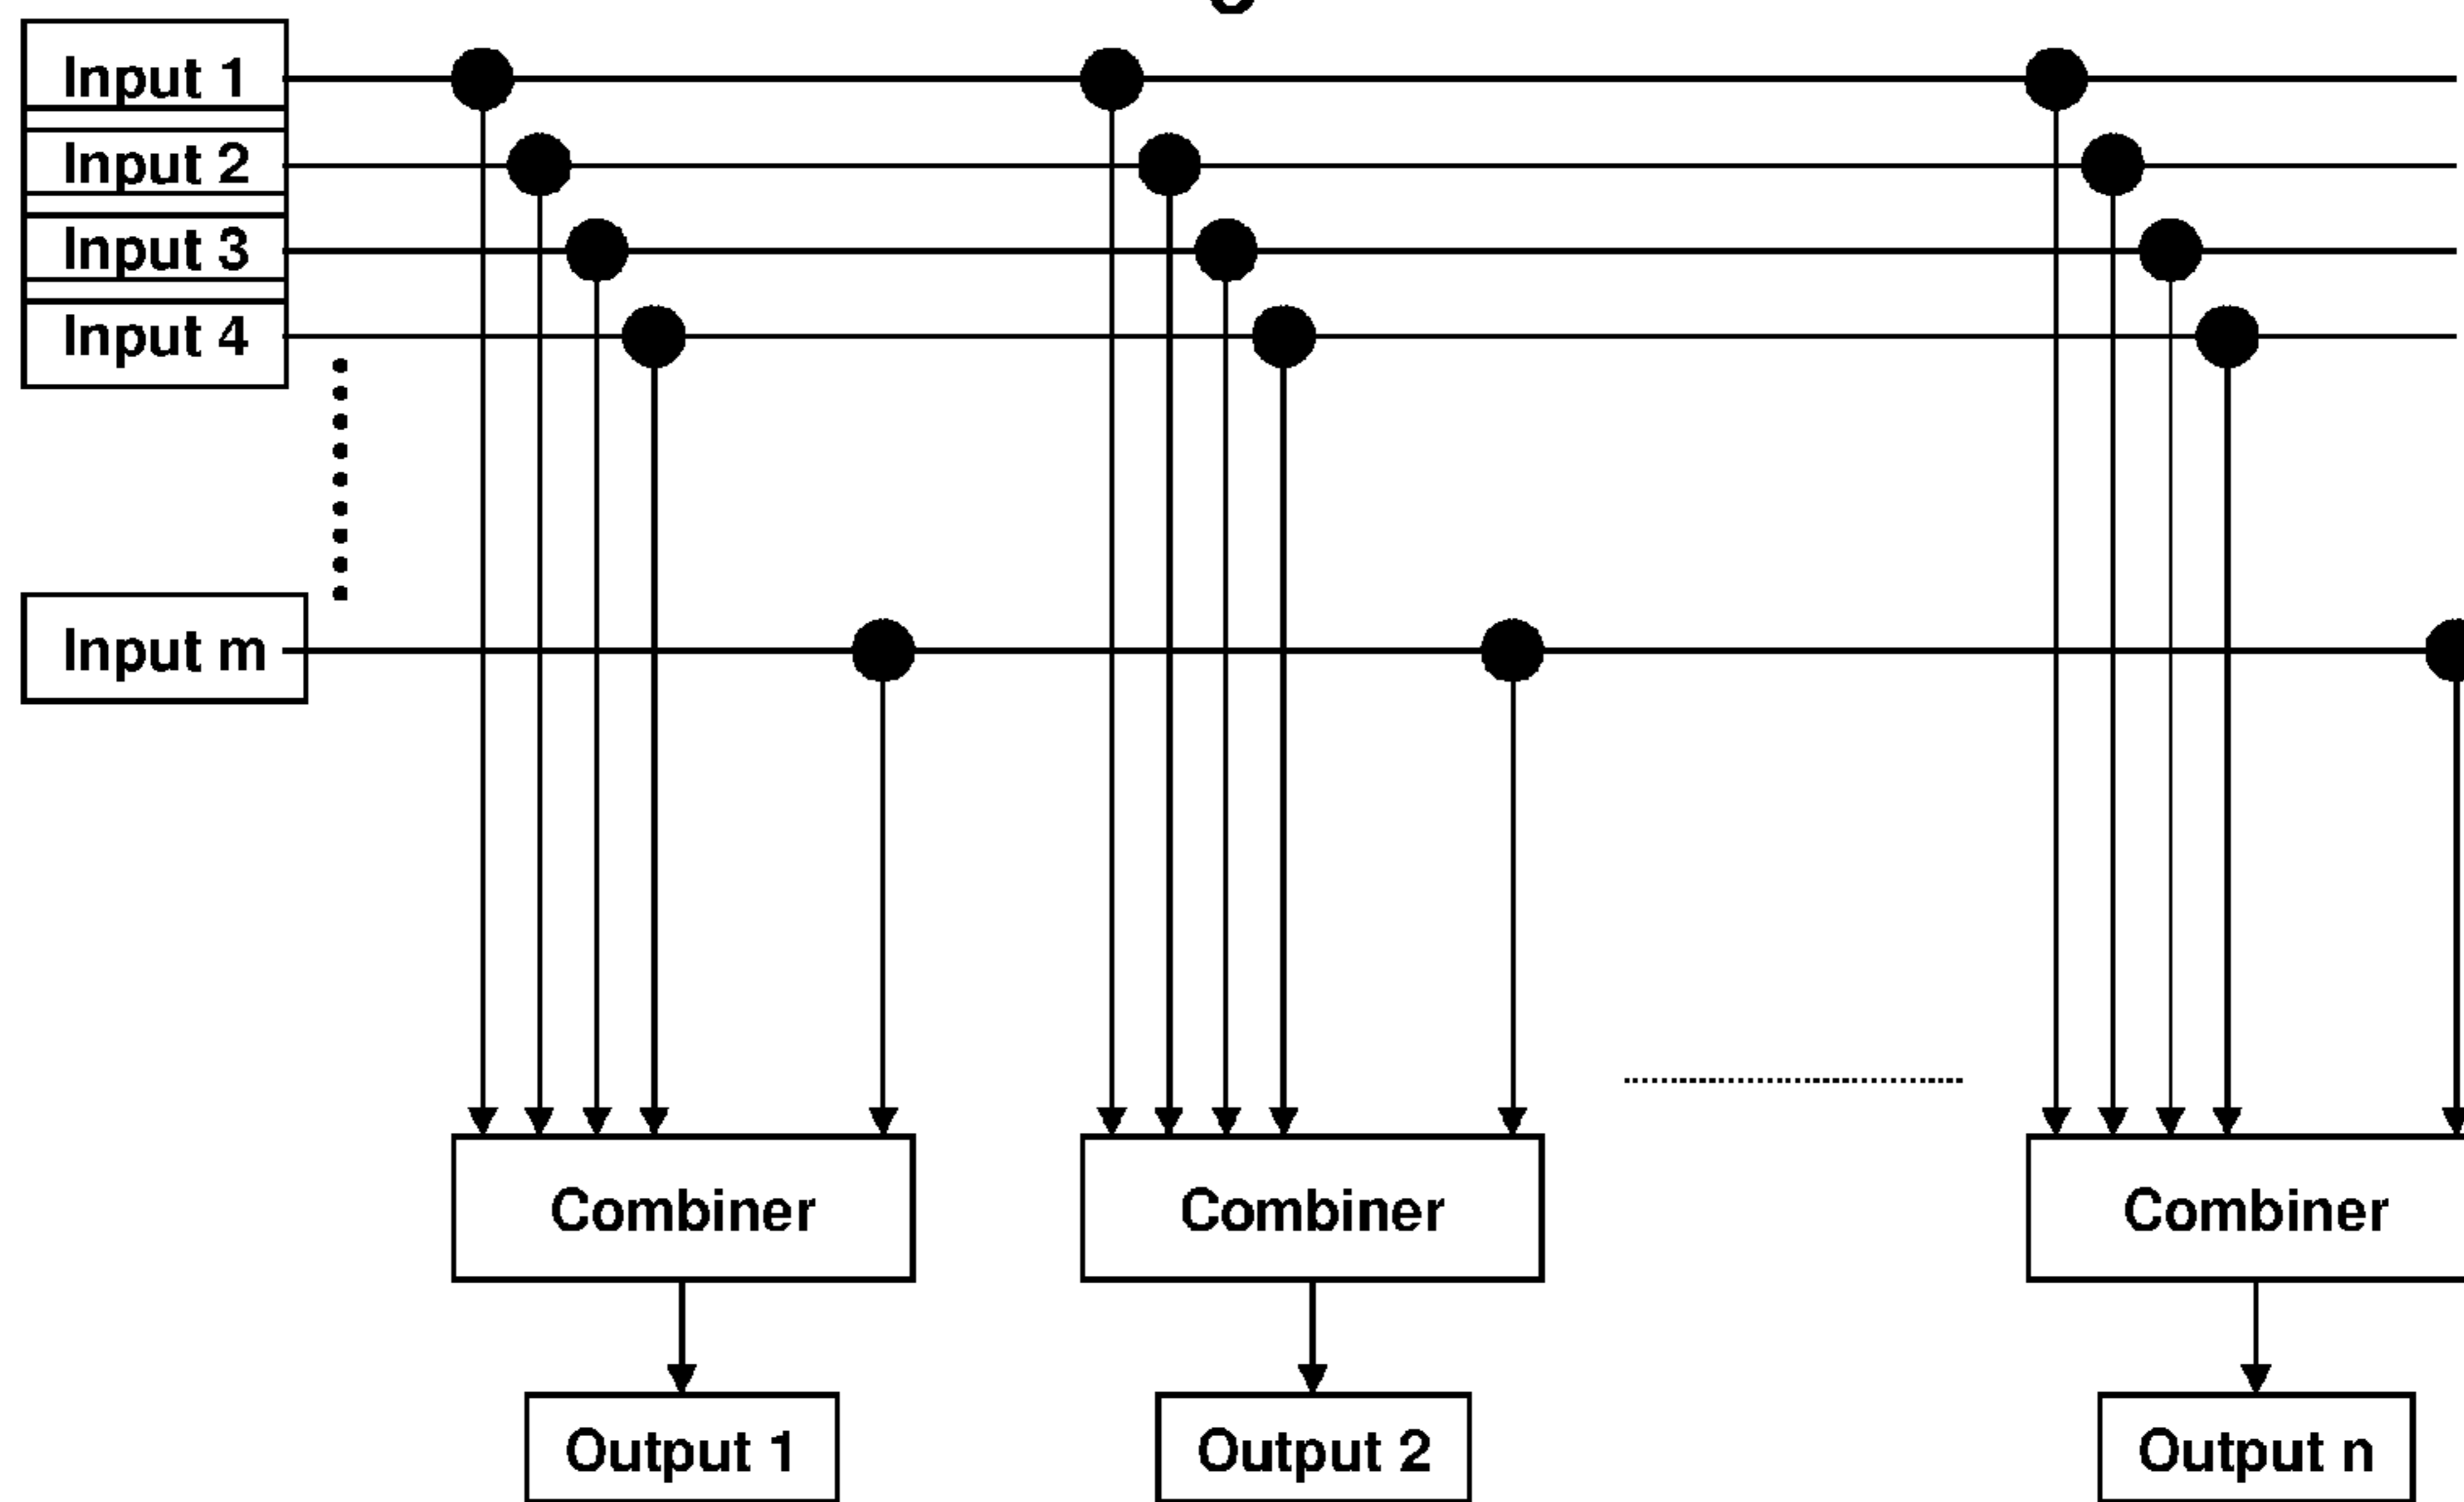 Input 1
Input 2
Input 3
Input 4
Input m
Combiner
Combiner
Combiner
Output 1
Output 2
Output n